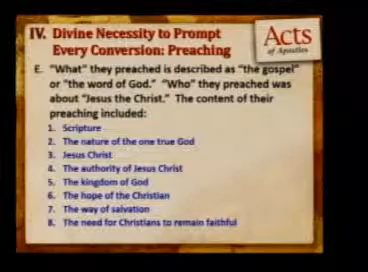 IV. Divine Necessity to Prompt
Every Conversion: Preaching
Acts
of Apostles
E. "What" they preached is described as "the gospel"
or "the word of God." "Who" they preached was
about "Jesus the Christ." The content of their
preaching included:
1. Scripture
2. The nature of the one true God
3. Jesus Christ
4. The authority of Jesus Christ
5. The kingdom of God
6. The hope of the Christian
7. The way of salvation
8. The need for Christians to remain faithful